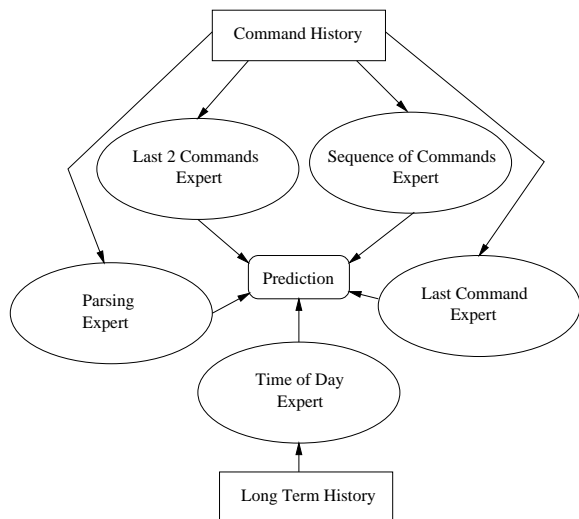 Command History
Last 2 Commands
Expert
Sequence of Commands
Expert
Prediction
Parsing
Expert
Last Command
Expert
Time of Day
Expert
Long Term History